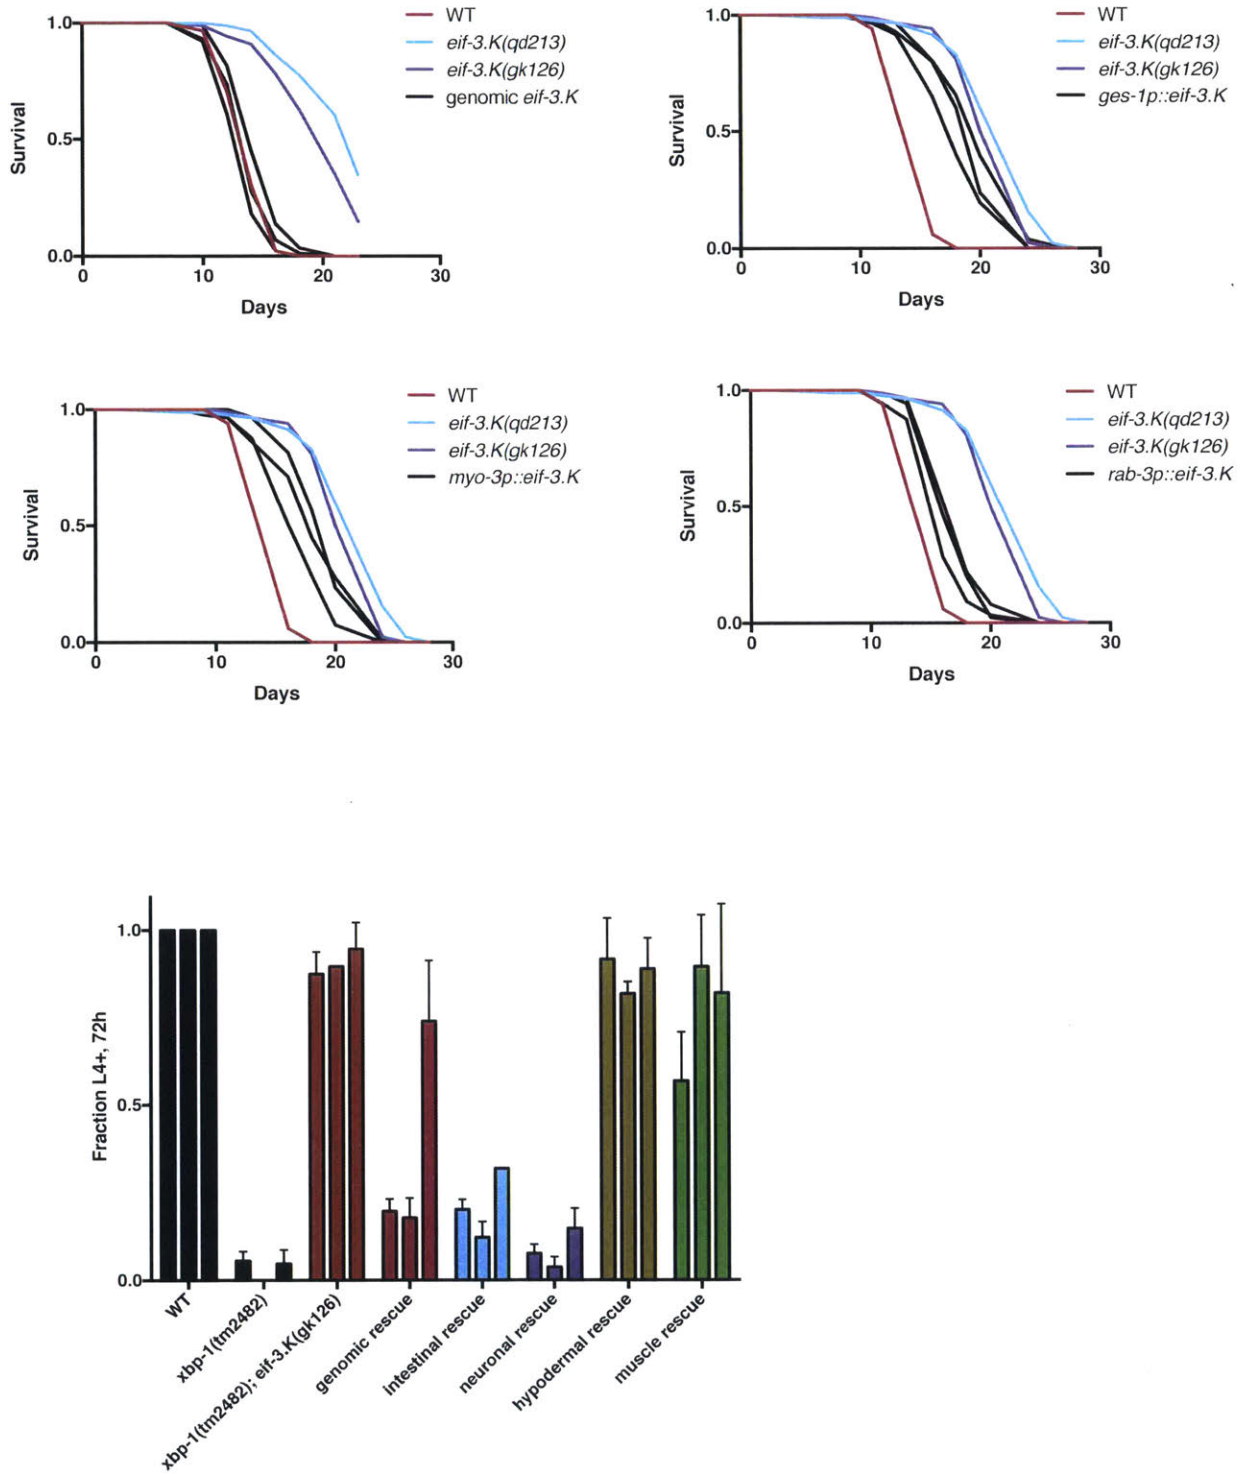 1.0
0.5
0.0
0
10
20
30
Survival
Days
WT
eif-3.K(qd213)
eif-3.K(gk126)
genomic eif-3.K
1.0
0.5
0.0
0
10
20
30
Survival
Days
WT
eif-3.K(qd213)
eif-3.K(gk126)
ges-1p::eif-3.K
1.0
0.5
0.0
0
10
20
30
Survival
Days
WT
eif-3.K(qd213)
eif-3.K(gk126)
myo-3p::eif-3.K
1.0
0.5
0.0
0
10
20
30
Survival
Days
WT
eif-3.K(qd213)
eif-3.K(gk126)
rab-3p::eif-3.K
1.0
0.5
0.0
Fraction L4+, 72h
WT
xbp-1(tm2482)
xbp-1(tm2482); eif-3.K(gk126)
genomic rescue
intestinal rescue
neuronal rescue
hypodermal rescue
muscle rescue